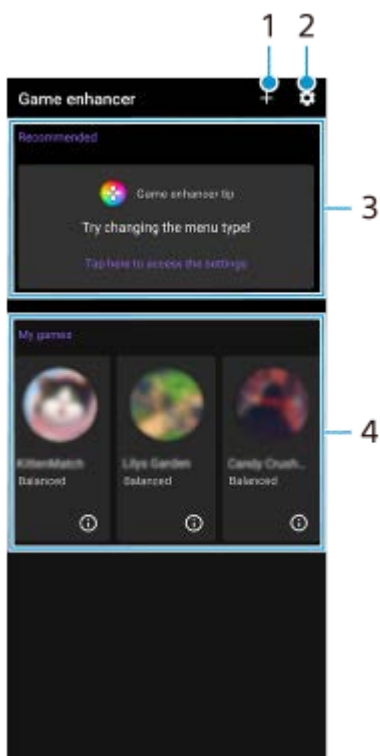 1 2
Game enhancer
Recommended
Game enhancer tip
Try changing the menu type!
Tap here to access the settings
3
My games
4
KittenMatch Lilys Garden Candy Crush...
Balanced Balanced Balanced